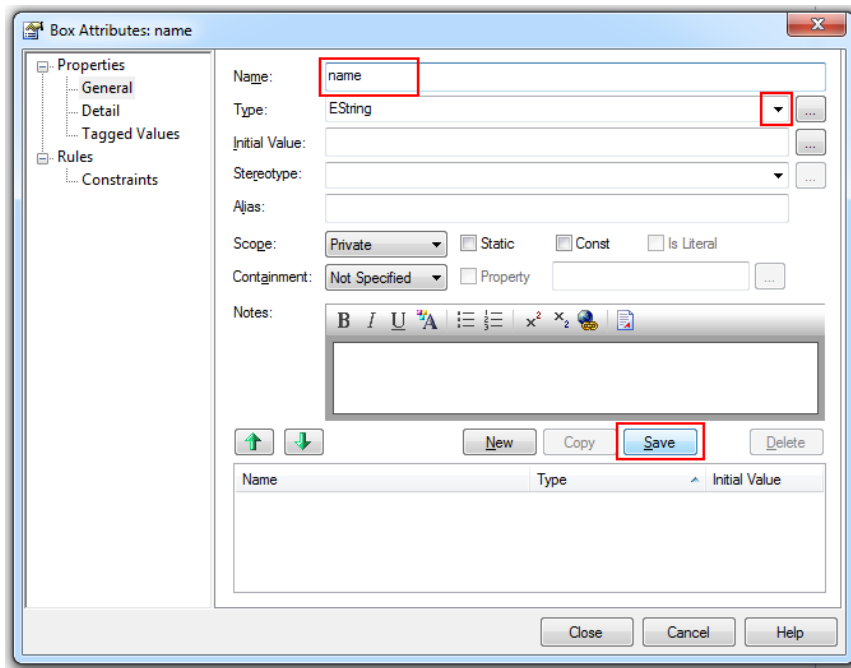 Box Attributes: name
Properties
General
Detail
Tagged Values
Rules
Constraints
Name: name
Type: EString ...
Initial Value: ...
Stereotype: ...
Alias:
Scope: Private Static Const Is Literal
Containment: Not Specified Property ...
Notes: B I U A x² x₂
New Copy Save Delete
Name Type Initial Value
Close Cancel Help